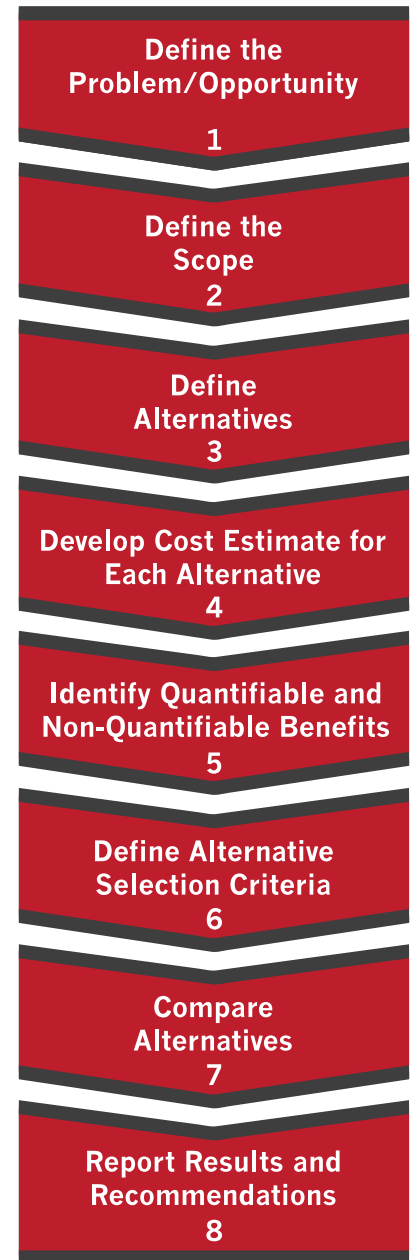 Define the
Problem/Opportunity
1
Define the
Scope
2
Define
Alternatives
3
Develop Cost Estimate for
Each Alternative
4
Identify Quantifiable and
Non-Quantifiable Benefits
5
Define Alternative
Selection Criteria
6
Compare
Alternatives
7
Report Results and
Recommendations
8